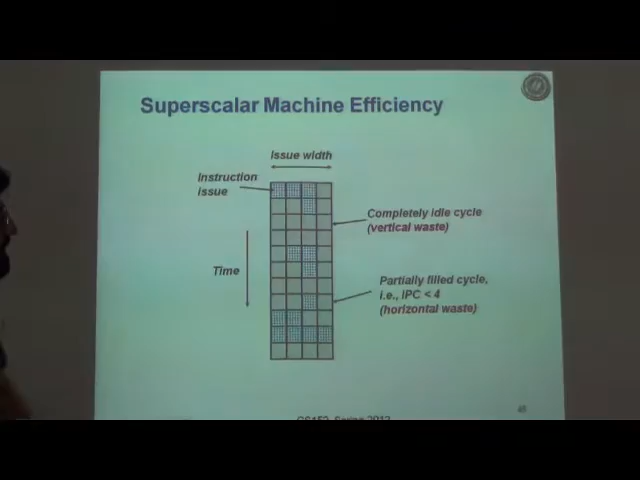 Superscalar Machine Efficiency
Issue width
Instruction
issue
Completely idle cycle
(vertical waste)
Time
Partially filled cycle,
i.e., IPC < 4
(horizontal waste)